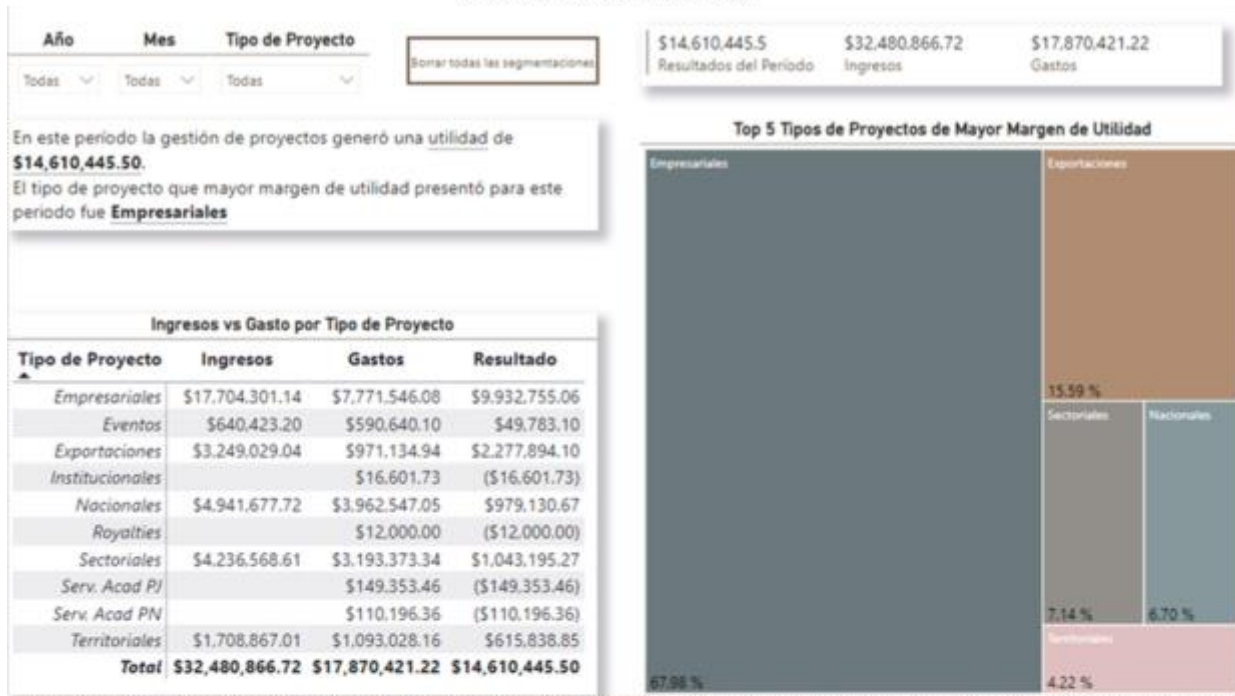 Año Mes Tipo de Proyecto
Todas Todas Todas
Borrar todas las segmentaciones
$14,610,445.5 $32,480,866.72 $17,870,421.22
Resultados del Período Ingresos Gastos
En este período la gestión de proyectos generó una utilidad de
$14,610,445.50.
El tipo de proyecto que mayor margen de utilidad presentó para este
periodo fue Empresariales
Ingresos vs Gasto por Tipo de Proyecto
Tipo de Proyecto Ingresos Gastos Resultado
Empresariales $17,704,301.14 $7,771,546.08 $9,932,755.06
Eventos $640,423.20 $590,640.10 $49,783.10
Exportaciones $3,249,029.04 $971,134.94 $2,277,894.10
Institucionales $16,601.73 ($16,601.73)
Nacionales $4,941,677.72 $3,962,547.05 $979,130.67
Royalties $12,000.00 ($12,000.00)
Sectoriales $4,236,568.61 $3,193,373.34 $1,043,195.27
Serv. Acad PJ $149,353.46 ($149,353.46)
Serv. Acad PN $110,196.36 ($110,196.36)
Territoriales $1,708,867.01 $1,093,028.16 $615,838.85
Total $32,480,866.72 $17,870,421.22 $14,610,445.50
Top 5 Tipos de Proyectos de Mayor Margen de Utilidad
Empresariales
67.98 %
Exportaciones
15.59 %
Sectoriales
7.14 %
Nacionales
6.70 %
Territoriales
4.22 %